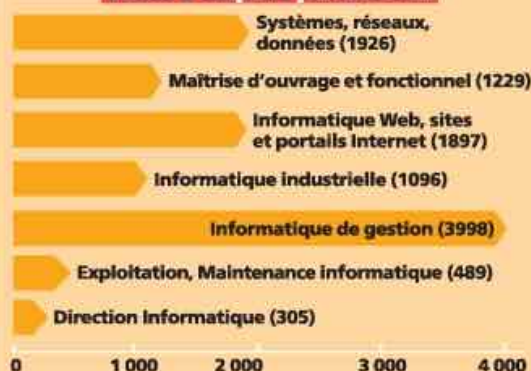 Systèmes, réseaux,
données (1926)
Maîtrise d'ouvrage et fonctionnel (1229)
Informatique Web, sites
et portails Internet (1897)
Informatique industrielle (1096)
Informatique de gestion (3998)
Exploitation, Maintenance informatique (489)
Direction Informatique (305)
0 1 000 2 000 3 000 4 000